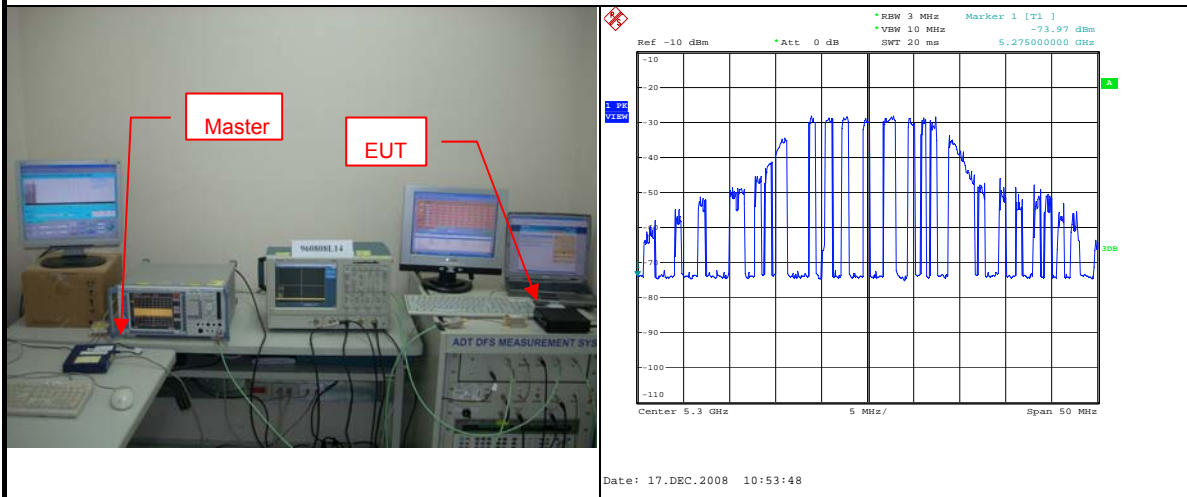 Master
EUT
960808L14
ADT DFS MEASUREMENT SYS
*RBW 3 MHz
Marker 1 [T1 ]
*VBW 10 MHz
-73.97 dBm
Ref -10 dBm
*Att 0 dB
SWT 20 ms
5.275000000 GHz
-10
A
-20
1 PK
VIEW
-30
-40
-50
-70
3DB
-80
-90
-100
-110
Center 5.3 GHz
5 MHz/
Span 50 MHz
Date: 17.DEC.2008 10:53:48